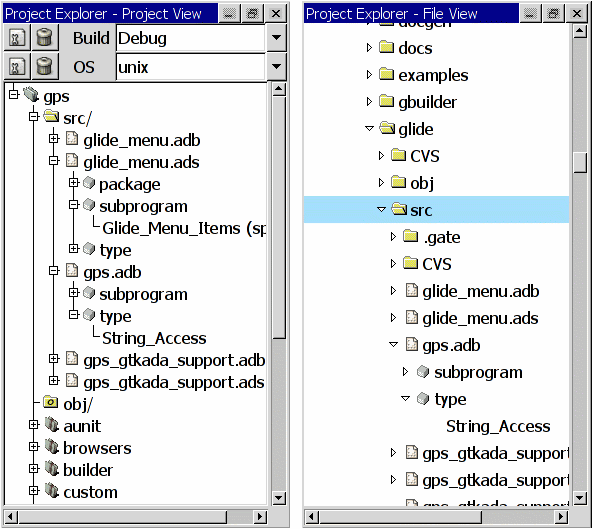 Project Explorer - Project View
Build Debug
OS unix
gps
src/
glide_menu.adb
glide_menu.ads
package
subprogram
Glide_Menu_Items (sp
type
gps.adb
subprogram
type
String_Access
gps_gtkada_support.adb
gps_gtkada_support.ads
obj/
aunit
browsers
builder
custom
Project Explorer - File View
docgen
docs
examples
gbuilder
glide
CVS
obj
src
.gate
CVS
glide_menu.adb
glide_menu.ads
gps.adb
subprogram
type
String_Access
gps_gtkada_support
gps_gtkada_support
gps_gtkada_support